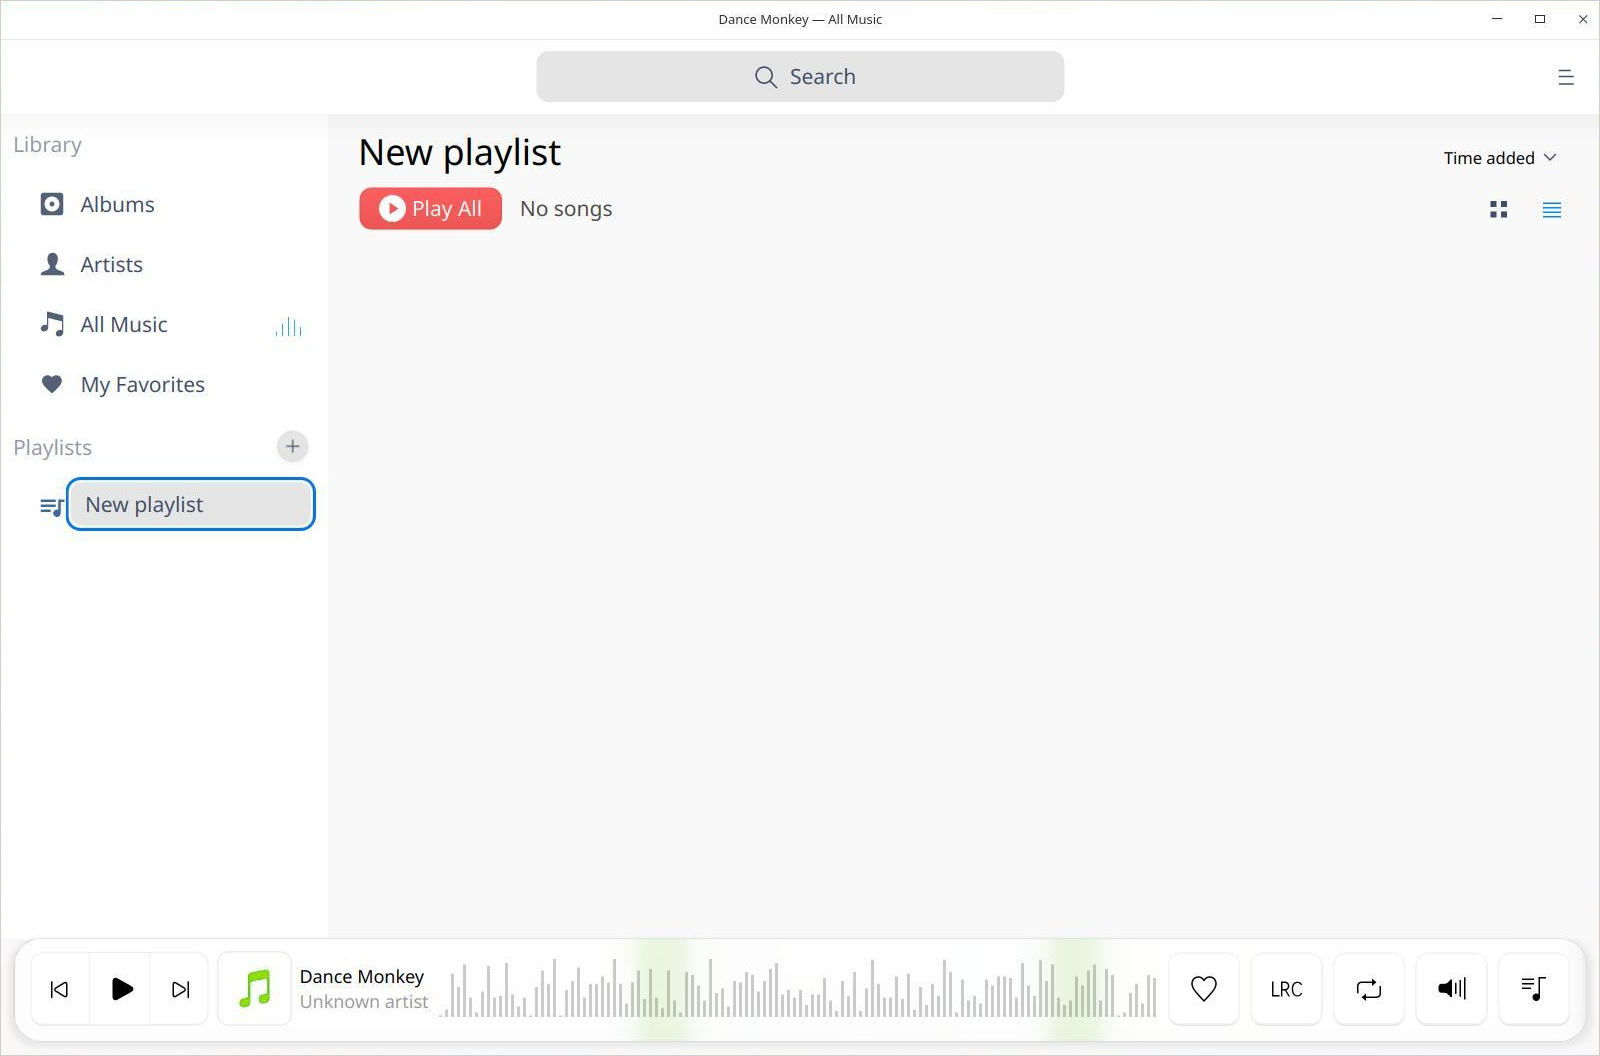 Dance Monkey — All Music
Search
Library
Albums
Artists
All Music
My Favorites
Playlists
New playlist
New playlist
Time added
Play All
No songs
Dance Monkey
Unknown artist
LRC